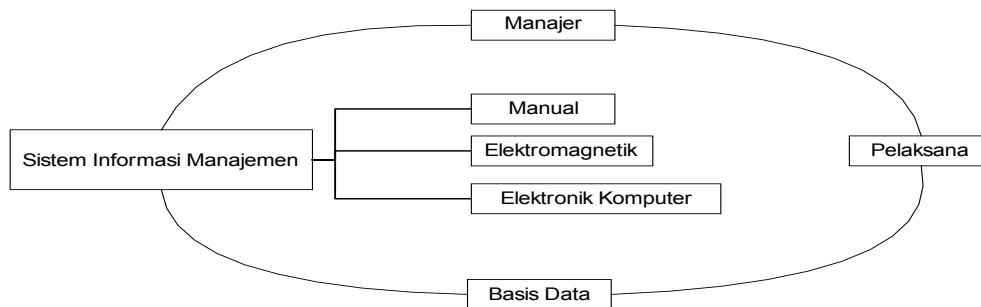 Manajer
Manual
Sistem Informasi Manajemen
Elektromagnetik
Pelaksana
Elektronik Komputer
Basis Data